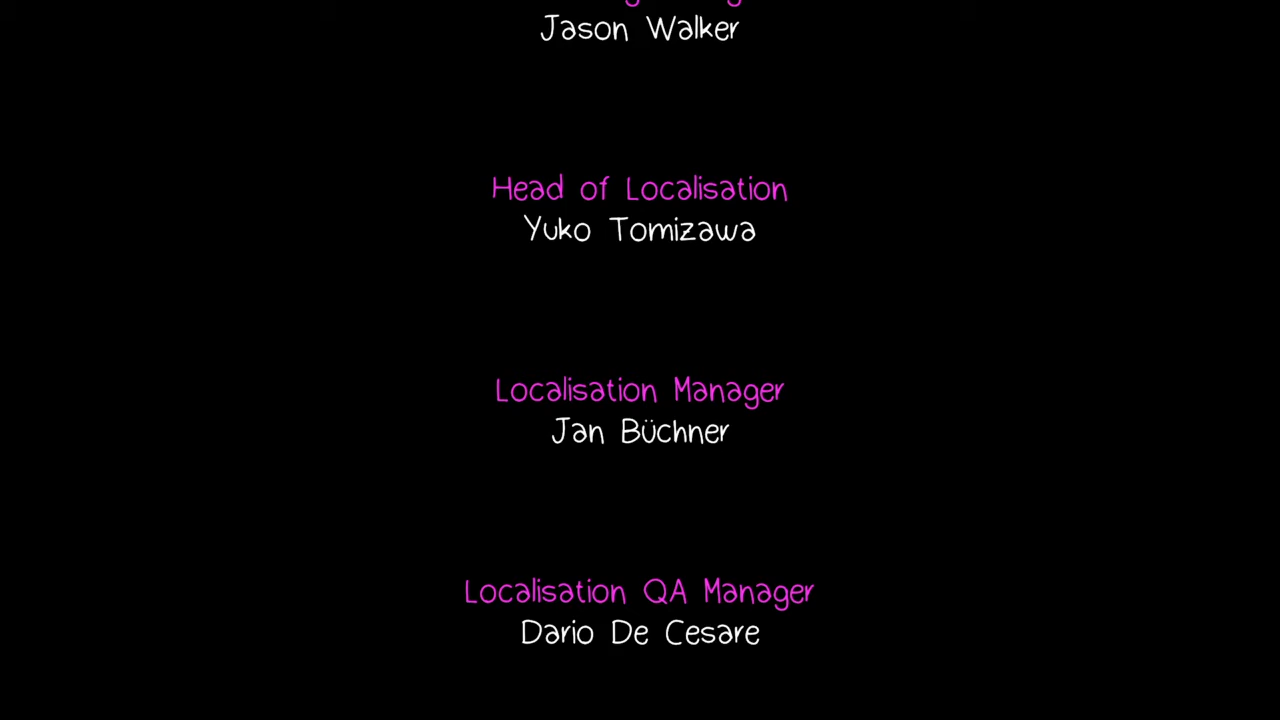 Jason Walker
Head of Localisation
Yuko Tomizawa
Localisation Manager
Jan Büchner
Localisation QA Manager
Dario De Cesare